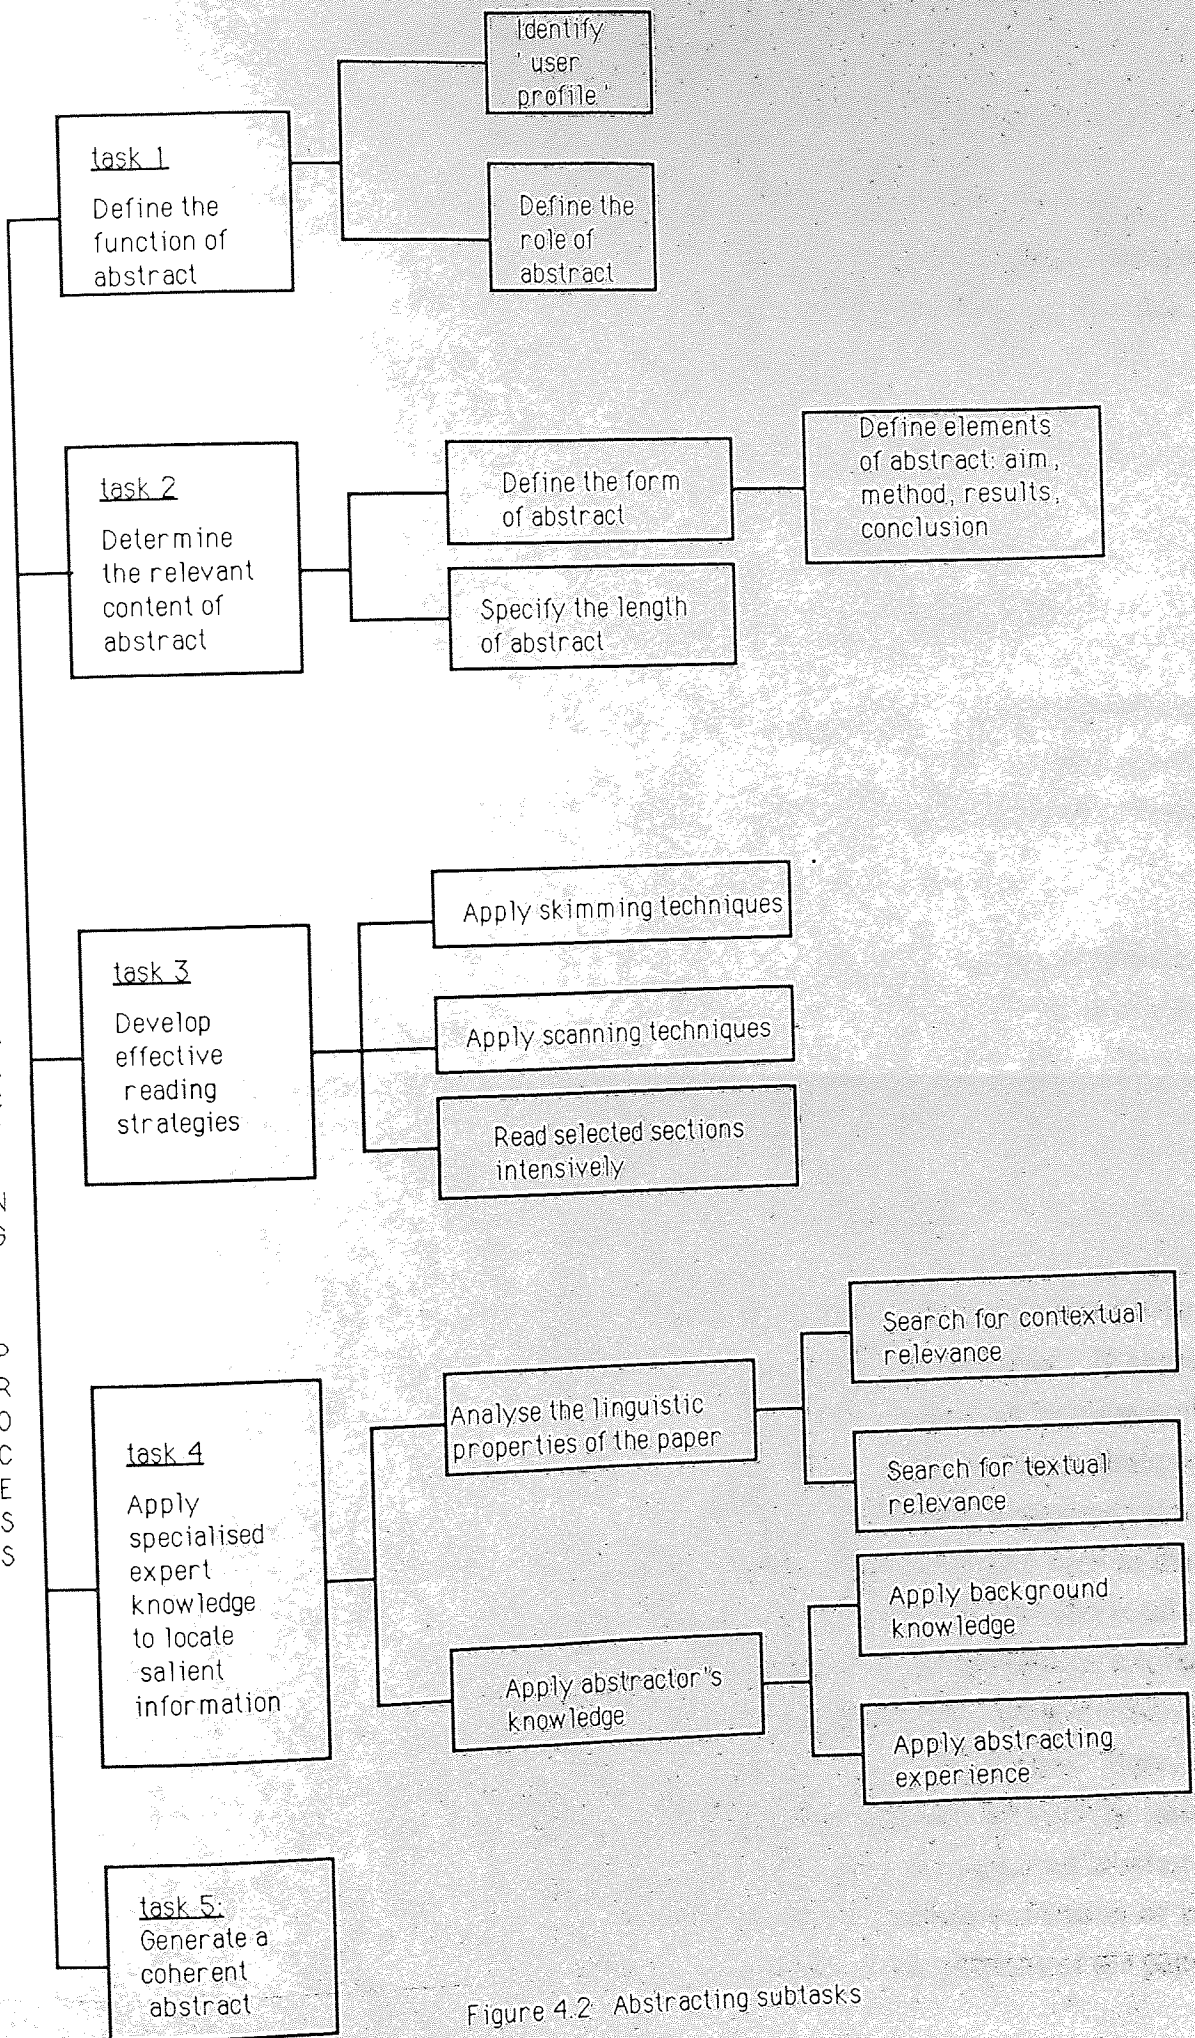 Identify
'user
profile'
task 1
Define the
function of
abstract
Define the
role of
abstract
task 2
Determine
the relevant
content of
abstract
Define the form
of abstract
Define elements
of abstract: aim,
method, results,
conclusion
Specify the length
of abstract
task 3
Develop
effective
reading
strategies
Apply skimming techniques
Apply scanning techniques
Read selected sections
intensively
N
G
P
R
O
C
E
S
S
task 4
Apply
specialised
expert
knowledge
to locate
salient
information
Analyse the linguistic
properties of the paper
Search for contextual
relevance
Search for textual
relevance
Apply abstractor's
knowledge
Apply background
knowledge
Apply abstracting
experience
task 5:
Generate a
coherent
abstract
Figure 4.2 Abstracting subtasks